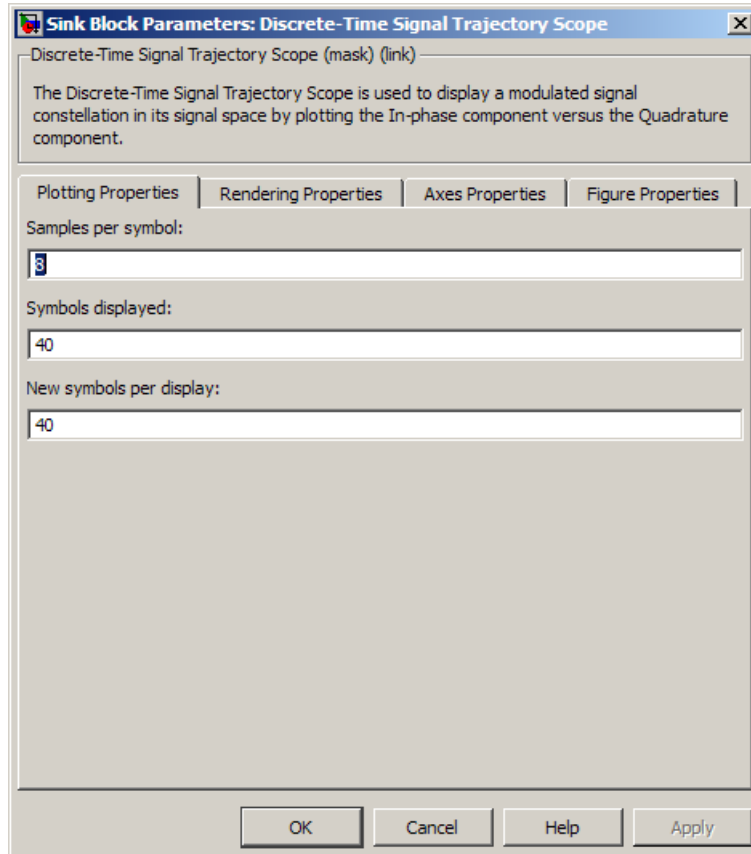 Sink Block Parameters: Discrete-Time Signal Trajectory Scope
Discrete-Time Signal Trajectory Scope (mask) (link)
The Discrete-Time Signal Trajectory Scope is used to display a modulated signal
constellation in its signal space by plotting the In-phase component versus the Quadrature
component.
Plotting Properties Rendering Properties Axes Properties Figure Properties
Samples per symbol:
8
Symbols displayed:
40
New symbols per display:
40
OK Cancel Help Apply